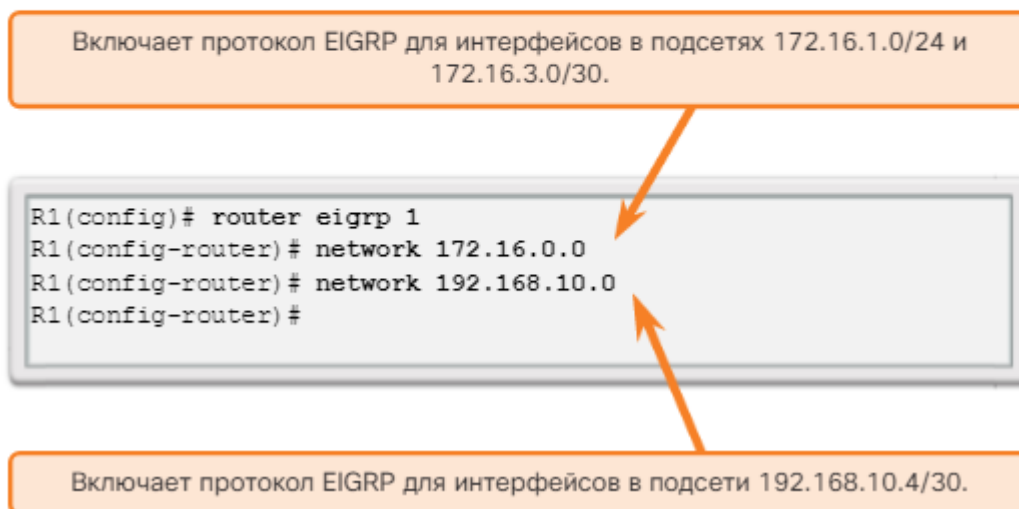 Включает протокол EIGRP для интерфейсов в подсетях 172.16.1.0/24 и
172.16.3.0/30.
R1(config)# router eigrp 1
R1(config-router)# network 172.16.0.0
R1(config-router)# network 192.168.10.0
R1(config-router)#
Включает протокол EIGRP для интерфейсов в подсети 192.168.10.4/30.